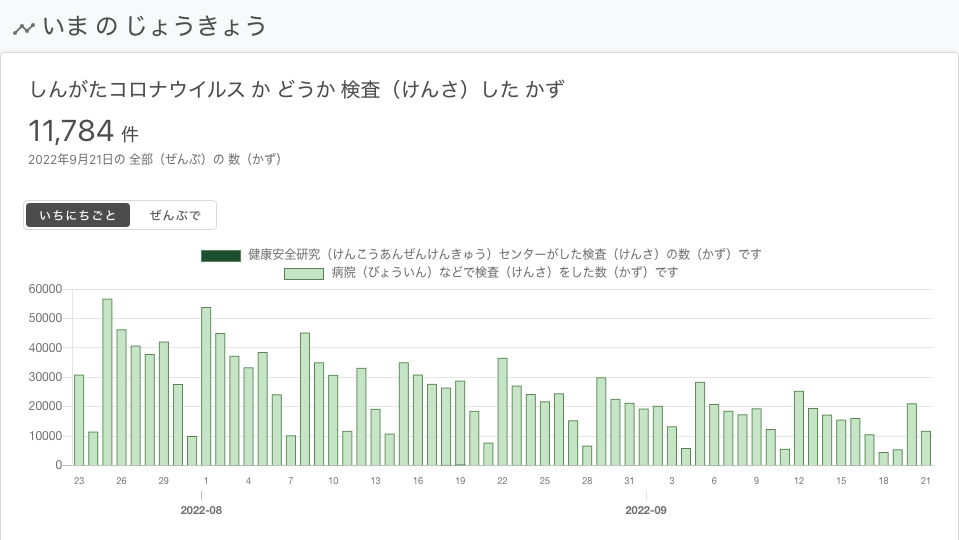 いま の じょうきょう
しんがたコロナウイルス か どうか 検査（けんさ）した かず
11,784 件
2022年9月21日の 全部（ぜんぶ）の 数（かず）
いちにちごと ぜんぶで
健康安全研究（けんこうあんぜんけんきゅう）センターがした検査（けんさ）の数（かず）です
病院（びょういん）などで検査（けんさ）をした数（かず）です
60000
50000
40000
30000
20000
10000
0
23 26 29 1 4 7 10 13 16 19 22 25 28 31 3 6 9 12 15 18 21
2022-08 2022-09